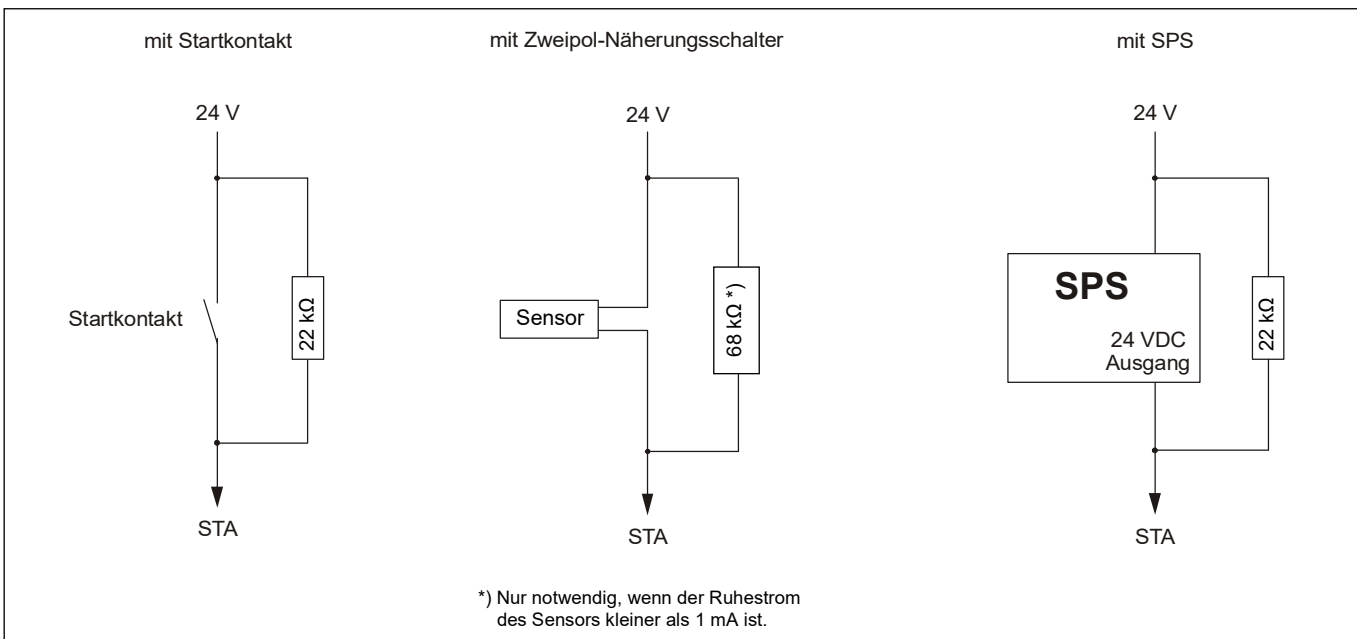 mit Startkontakt
24 V
Startkontakt
22 kΩ
STA
mit Zweipol-Näherungsschalter
24 V
Sensor
68 kΩ *)
STA
*) Nur notwendig, wenn der Ruhestrom
des Sensors kleiner als 1 mA ist.
mit SPS
24 V
SPS
24 VDC
Ausgang
22 kΩ
STA